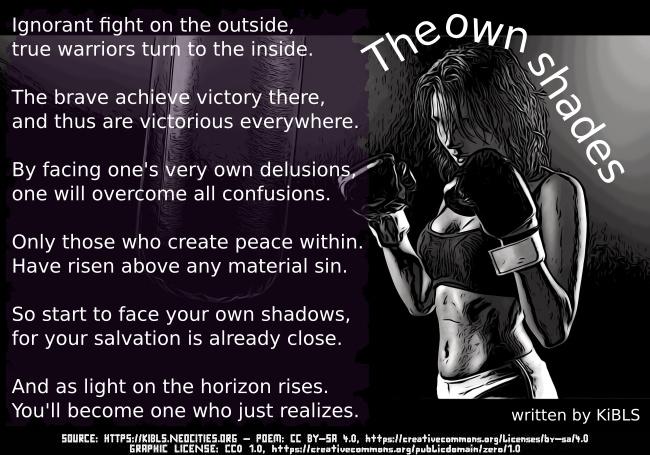 The own shades
Ignorant fight on the outside,
true warriors turn to the inside.
The brave achieve victory there,
and thus are victorious everywhere.
By facing one's very own delusions,
one will overcome all confusions.
Only those who create peace within.
Have risen above any material sin.
So start to face your own shadows,
for your salvation is already close.
And as light on the horizon rises.
You'll become one who just realizes.
written by KiBLS
SOURCE: HTTPS://KIBLS.NEOCITIES.ORG – POEM: CC BY-SA 4.0, https://creativecommons.org/licenses/by-sa/4.0
GRAPHIC LICENSE: CC0 1.0, https://creativecommons.org/publicdomain/zero/1.0